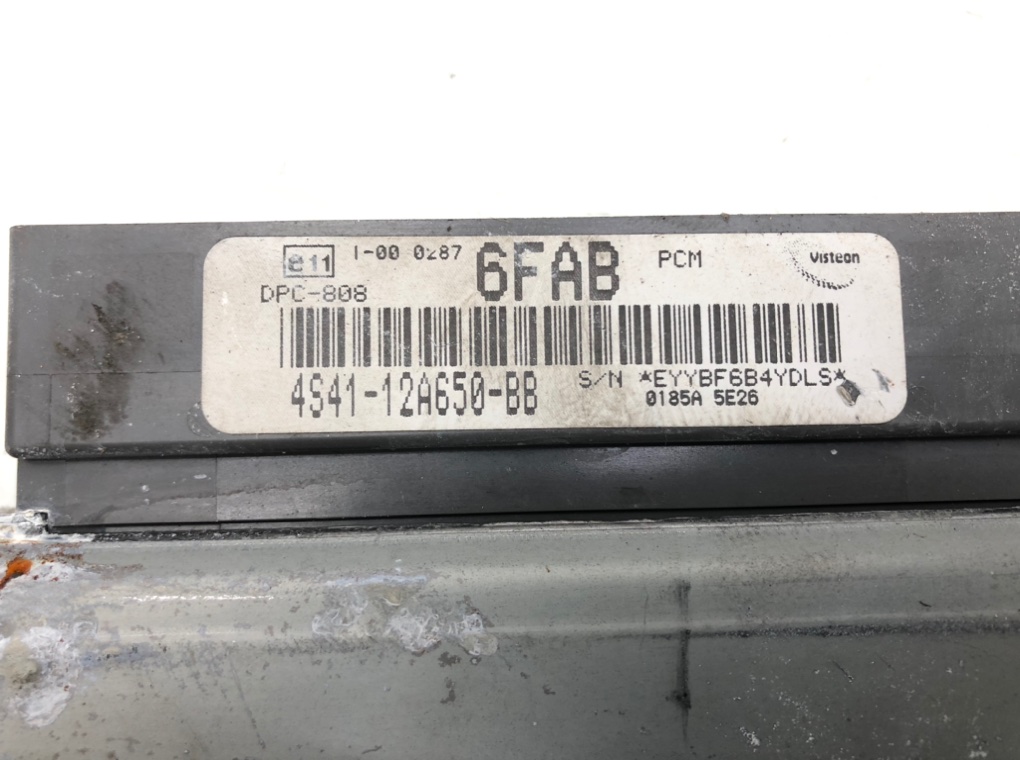 e11 I-00 0287 6FAB PCM Visteon
DPC-808
4S41-12A650-BB S/N *EYYBF6B4YDLS*
0185A 5E26